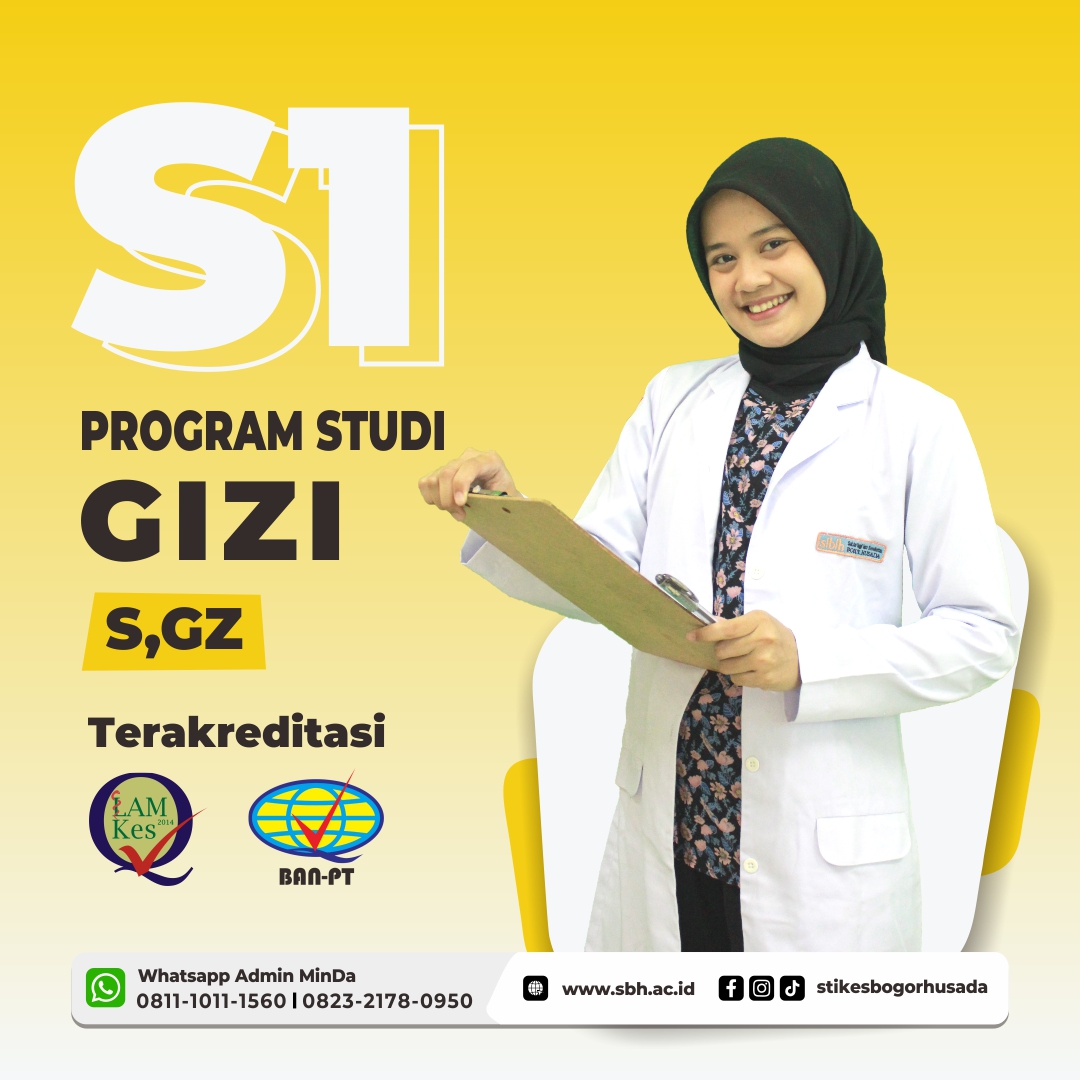 S1
PROGRAM STUDI
GIZI
S,GZ
Terakreditasi
LAM
Kes 2014
BAN-PT
Whatsapp Admin MinDa
0811-1011-1560 | 0823-2178-0950
www.sbh.ac.id
stikesbogorhusada